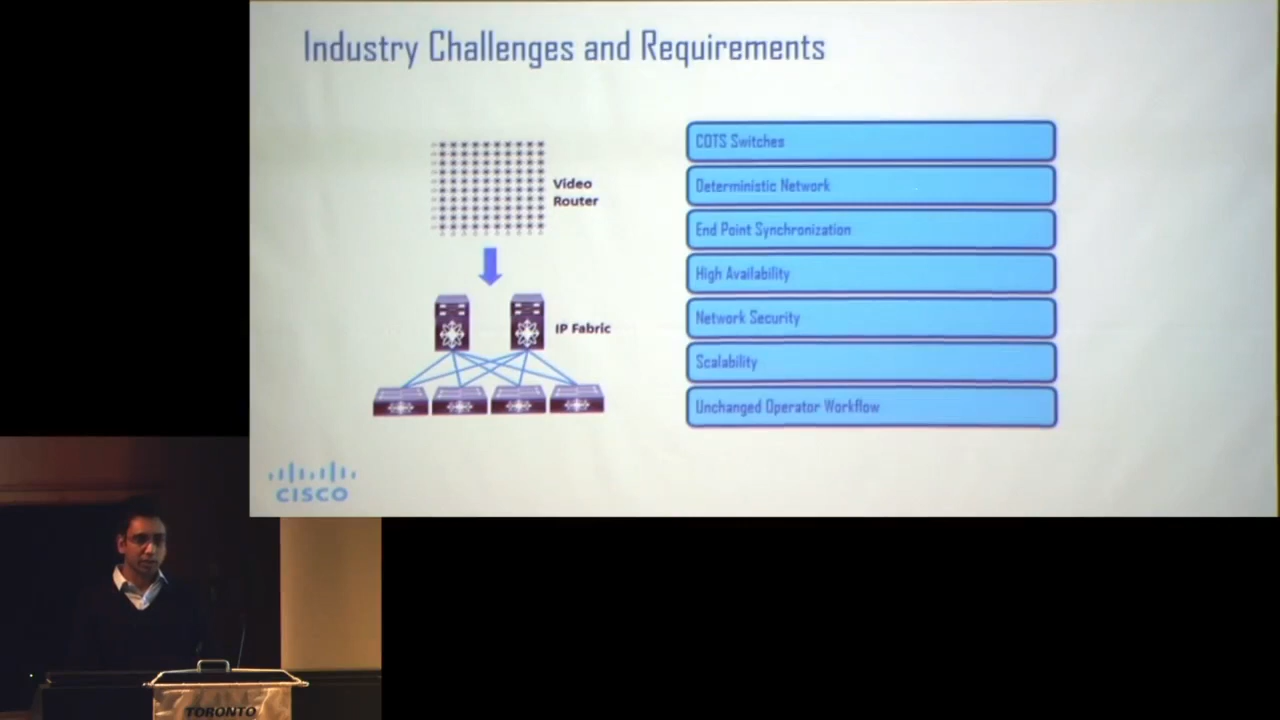 Industry Challenges and Requirements
Video
Router
IP Fabric
COTS Switches
Deterministic Network
End Point Synchronization
High Availability
Network Security
Scalability
Unchanged Operator Workflow
CISCO
TORONTO